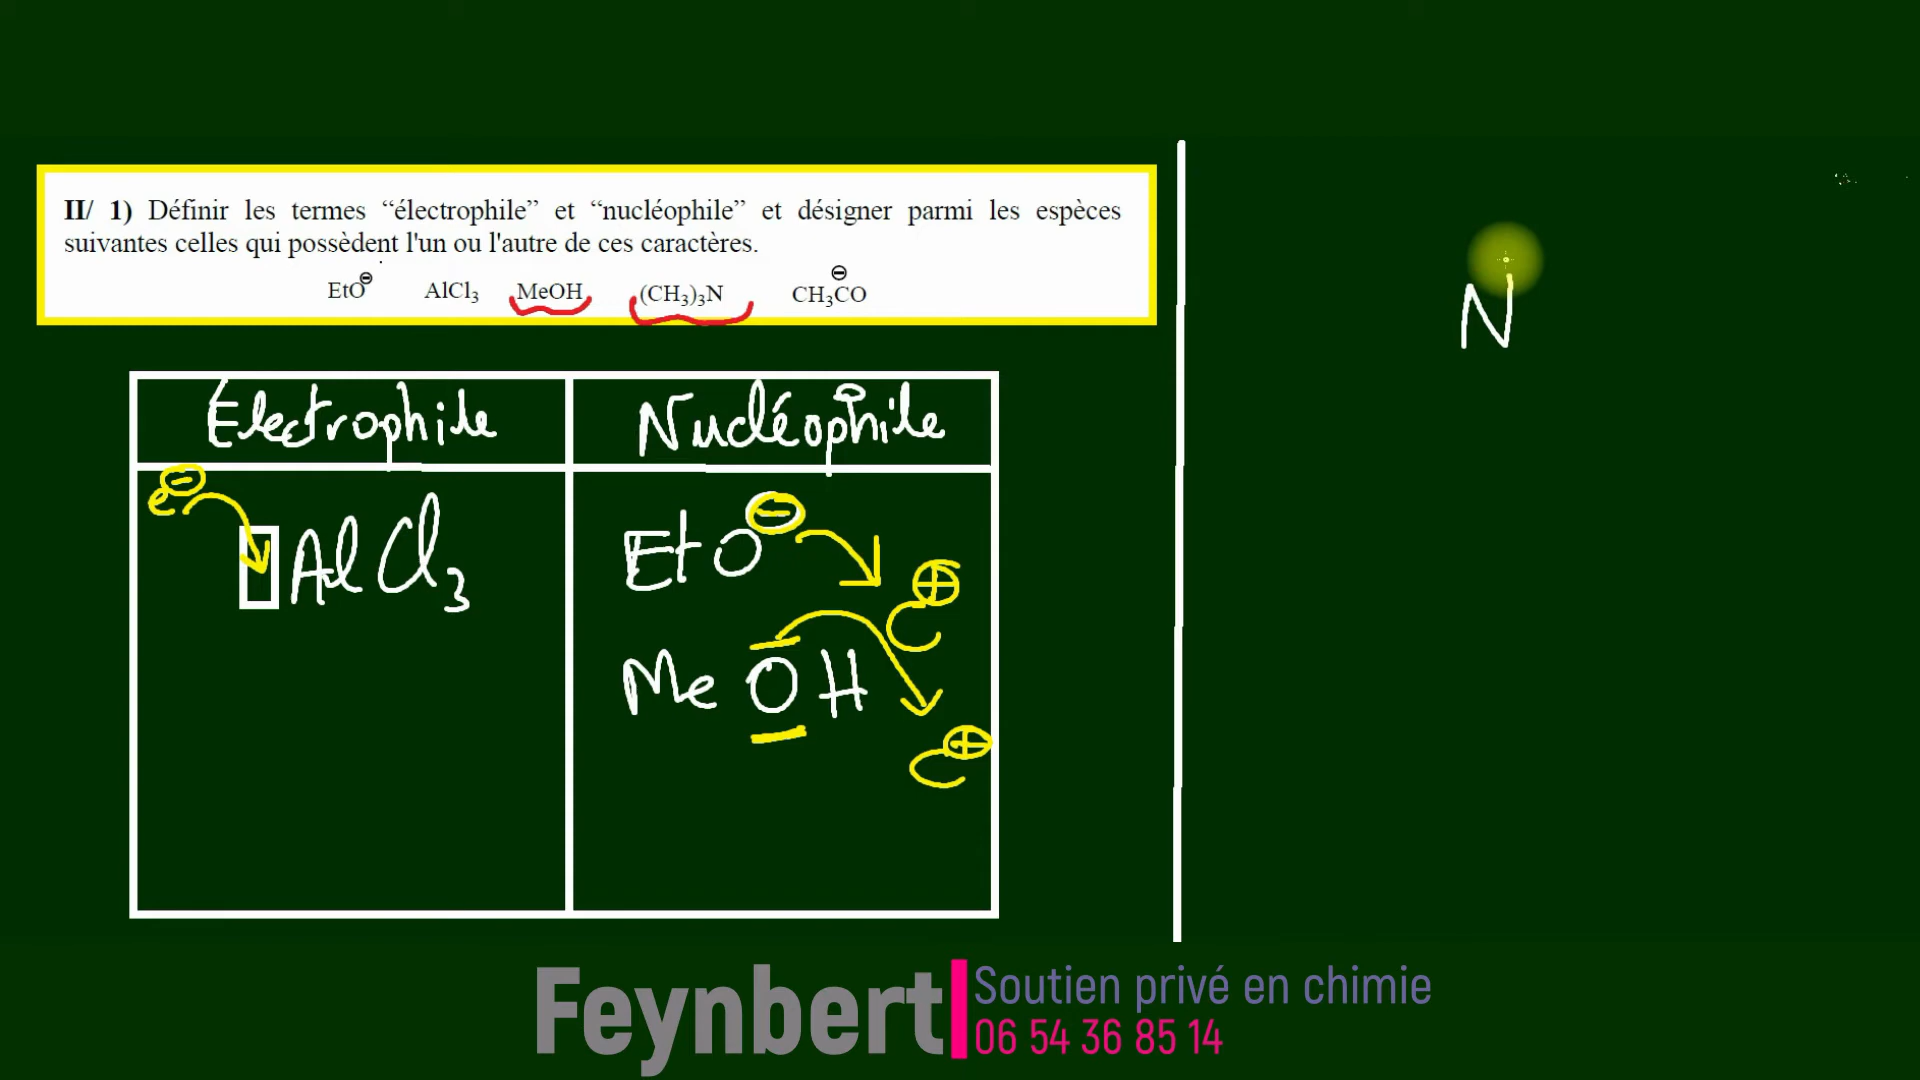 II/ 1) Définir les termes “électrophile” et “nucléophile” et désigner parmi les espèces
suivantes celles qui possèdent l'un ou l'autre de ces caractères.
EtO⊖ AlCl₃ MeOH (CH₃)₃N CH₃CO⊖
Électrophile Nucléophile
e⊖ AlCl₃
EtO⊖
C⊕
MeOH
C⊕
N
Feynbert
Soutien privé en chimie
06 54 36 85 14